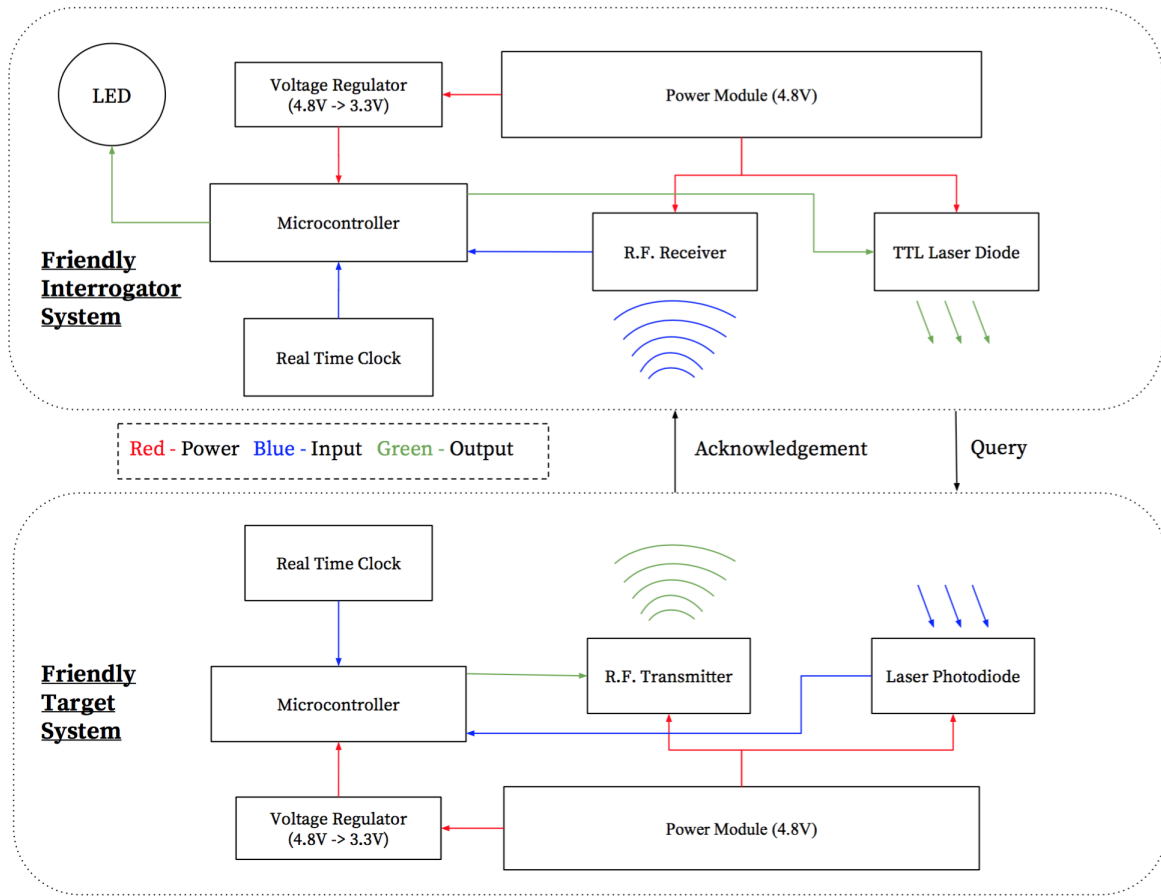 LED
Voltage Regulator
(4.8V -> 3.3V)
Power Module (4.8V)
Microcontroller
R.F. Receiver
TTL Laser Diode
Friendly
Interrogator
System
Real Time Clock
Red - Power Blue - Input Green - Output
Acknowledgement
Query
Real Time Clock
Friendly
Target
System
Microcontroller
R.F. Transmitter
Laser Photodiode
Voltage Regulator
(4.8V -> 3.3V)
Power Module (4.8V)